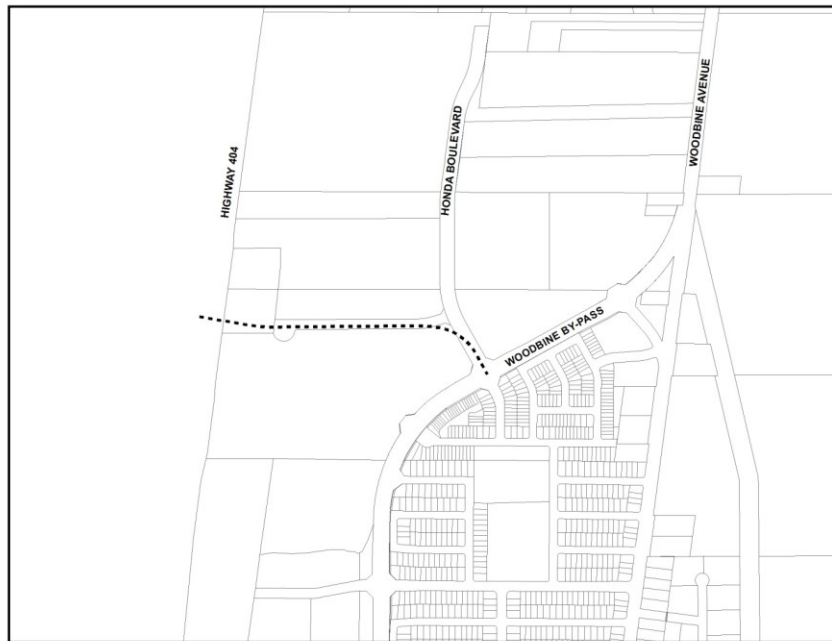 HIGHWAY 404
HONDA BOULEVARD
WOODBINE AVENUE
WOODBINE BY-PASS